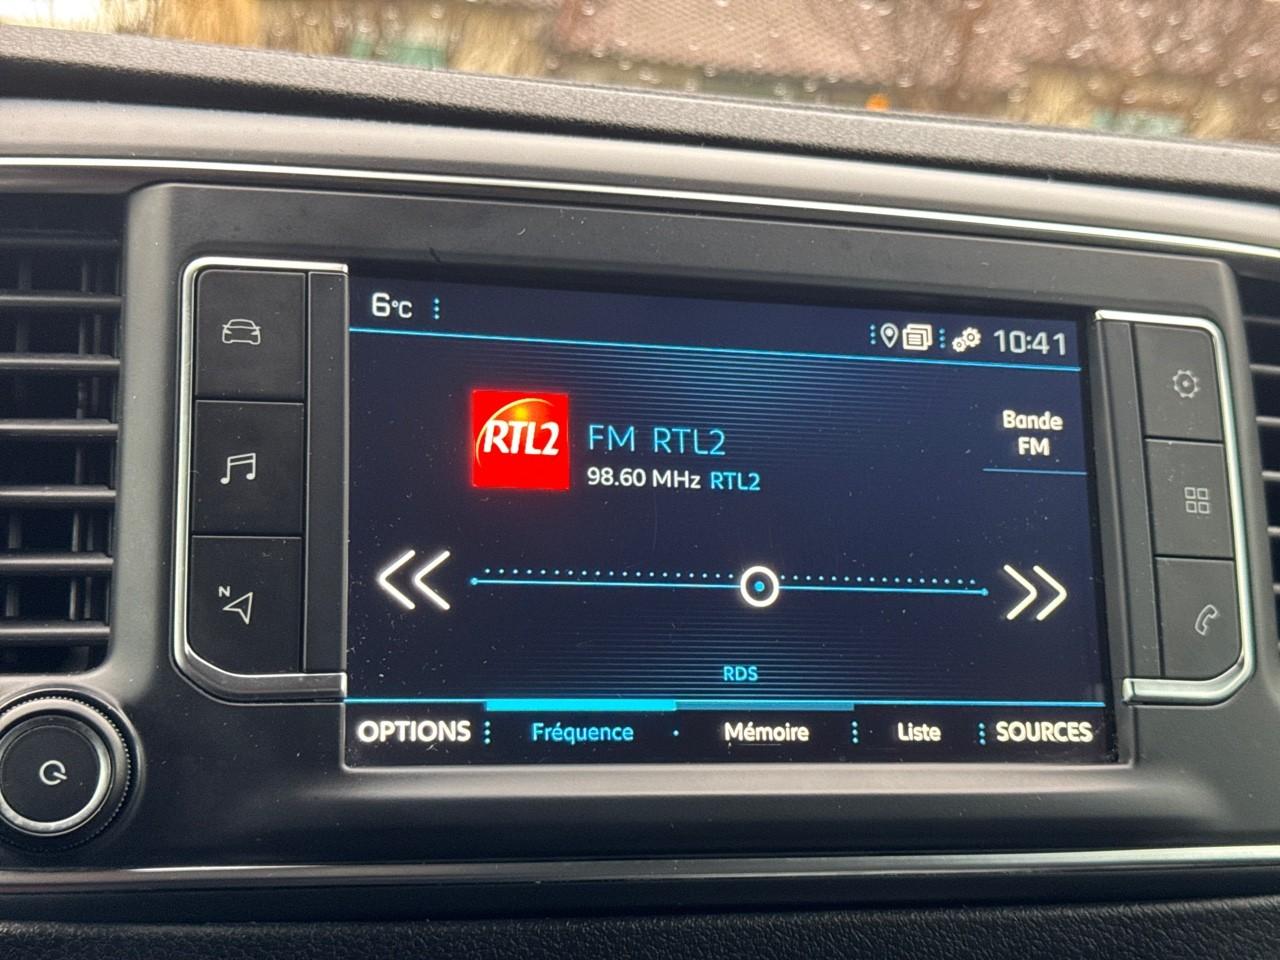 6°C
10:41
RTL2
FM RTL2
98.60 MHz RTL2
Bande
FM
N
RDS
OPTIONS
Fréquence
Mémoire
Liste
SOURCES